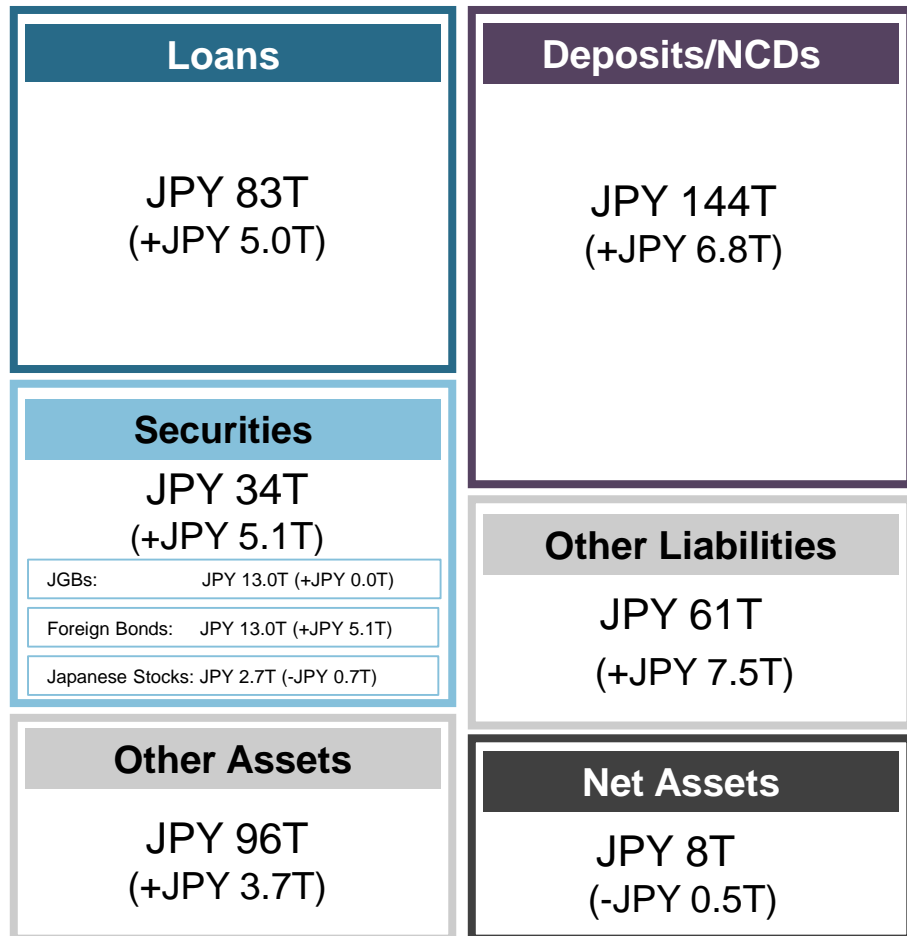 Loans
JPY 83T
(+JPY 5.0T)
Securities
JPY 34T
(+JPY 5.1T)
JGBs: JPY 13.0T (+JPY 0.0T)
Foreign Bonds: JPY 13.0T (+JPY 5.1T)
Japanese Stocks: JPY 2.7T (-JPY 0.7T)
Other Assets
JPY 96T
(+JPY 3.7T)
Deposits/NCDs
JPY 144T
(+JPY 6.8T)
Other Liabilities
JPY 61T
(+JPY 7.5T)
Net Assets
JPY 8T
(-JPY 0.5T)